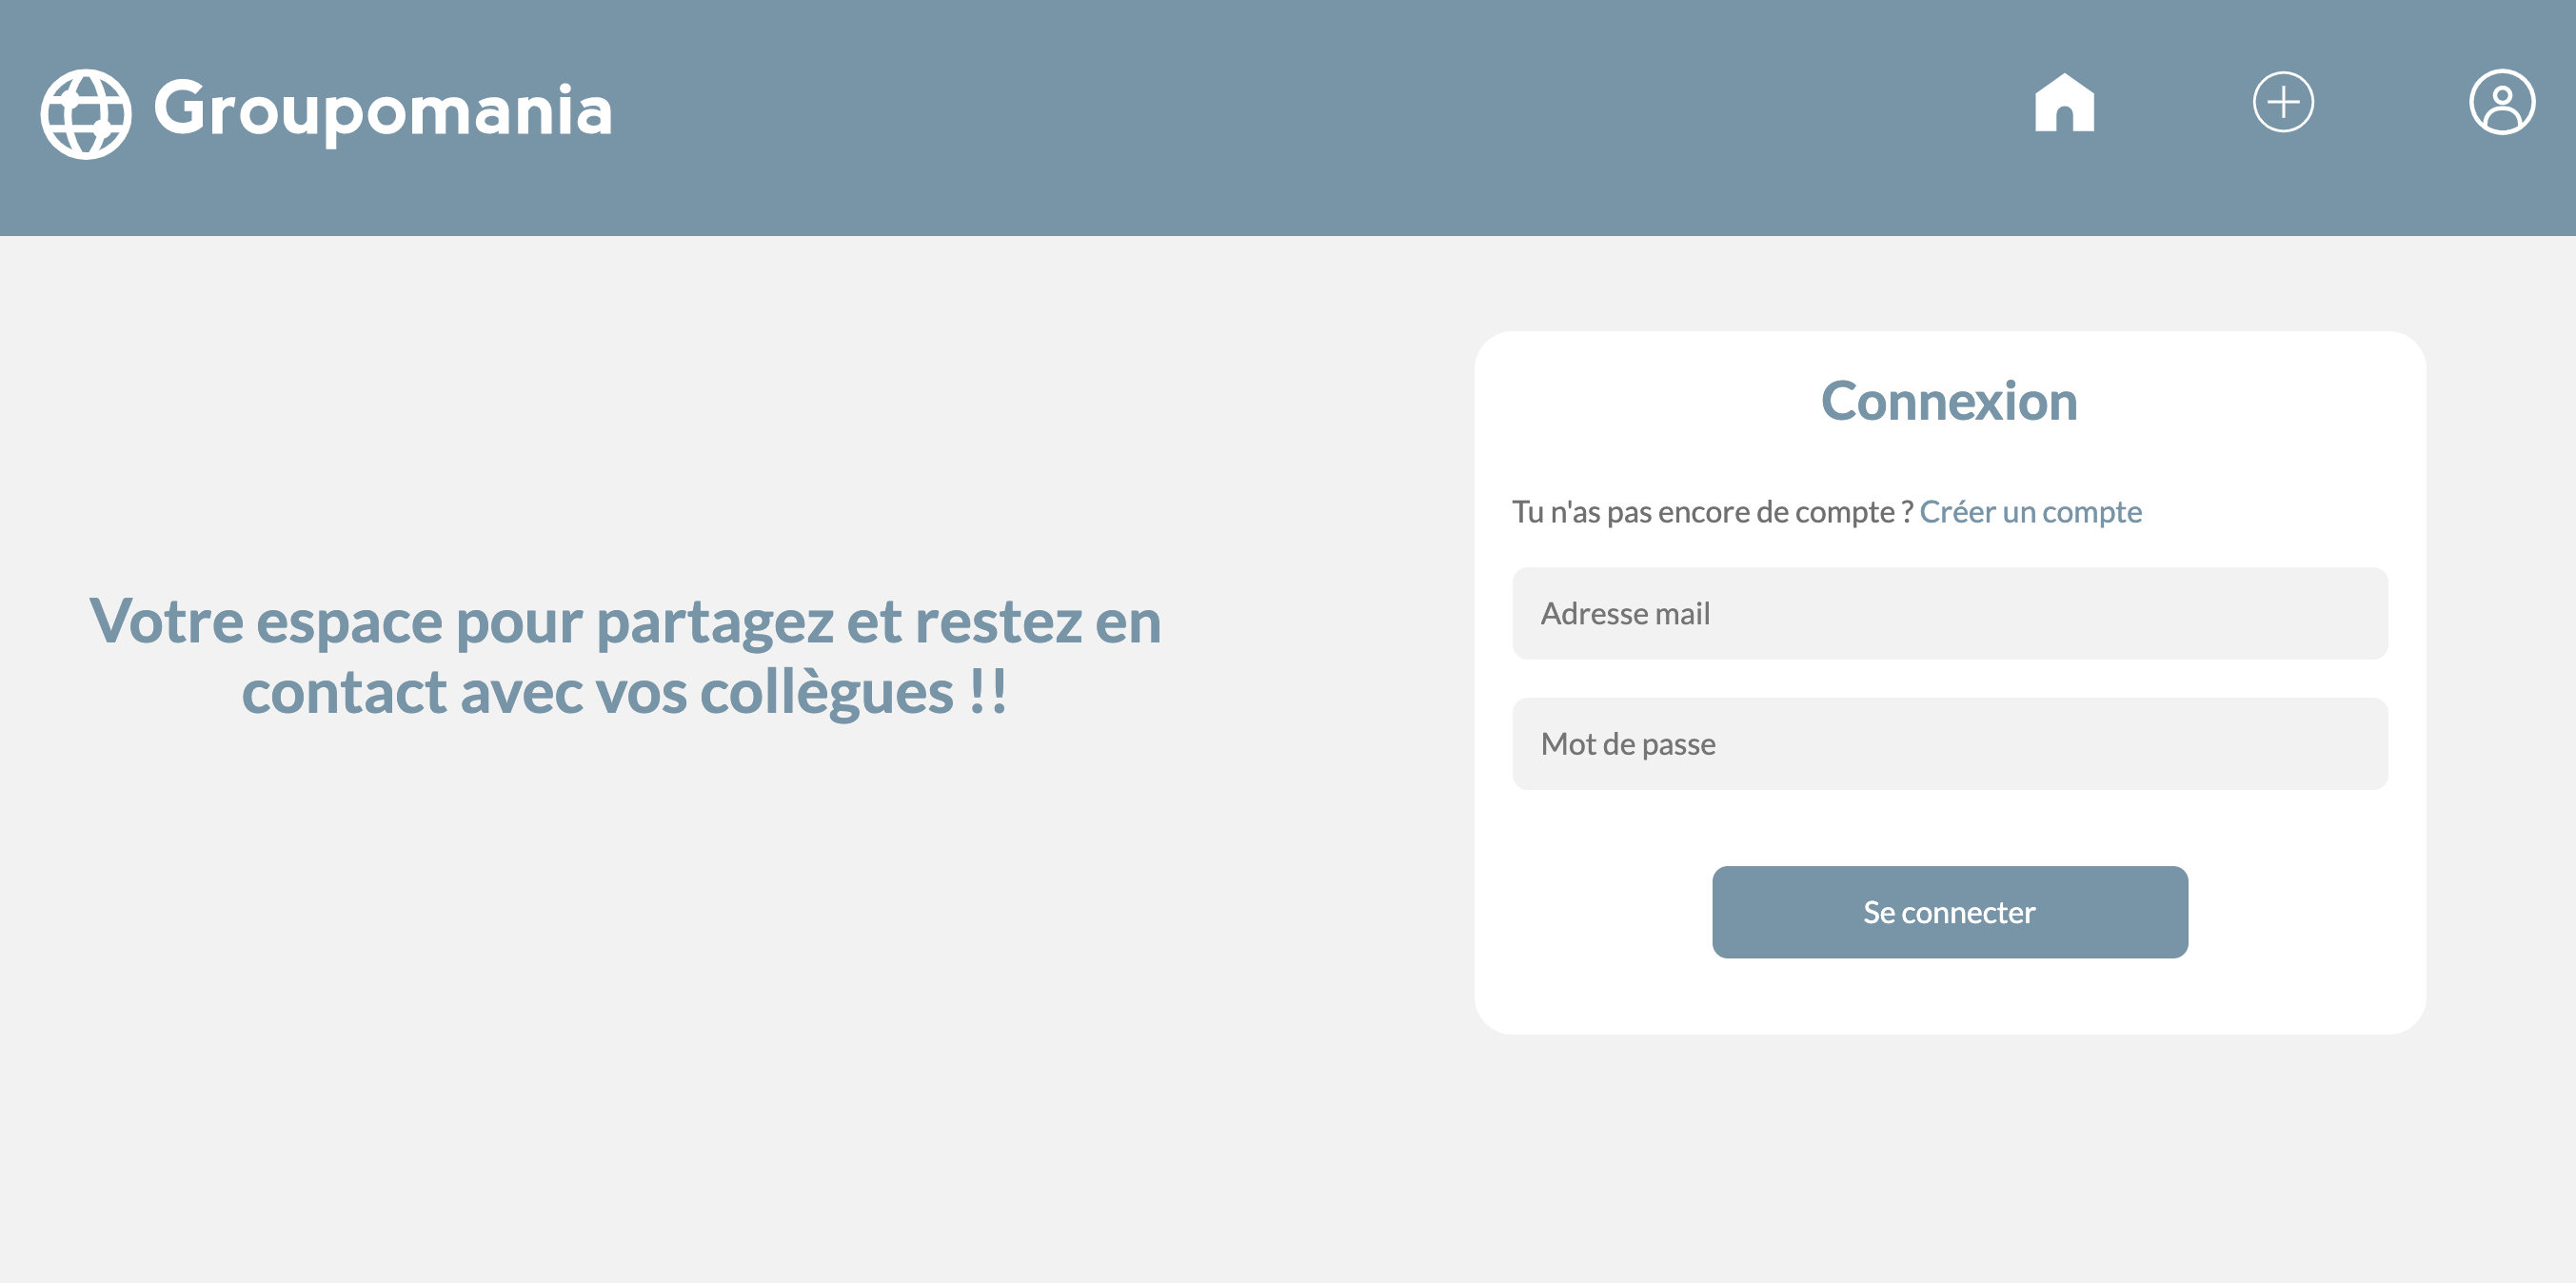 Groupomania
Votre espace pour partagez et restez en
contact avec vos collègues !!
Connexion
Tu n'as pas encore de compte ? Créer un compte
Adresse mail
Mot de passe
Se connecter